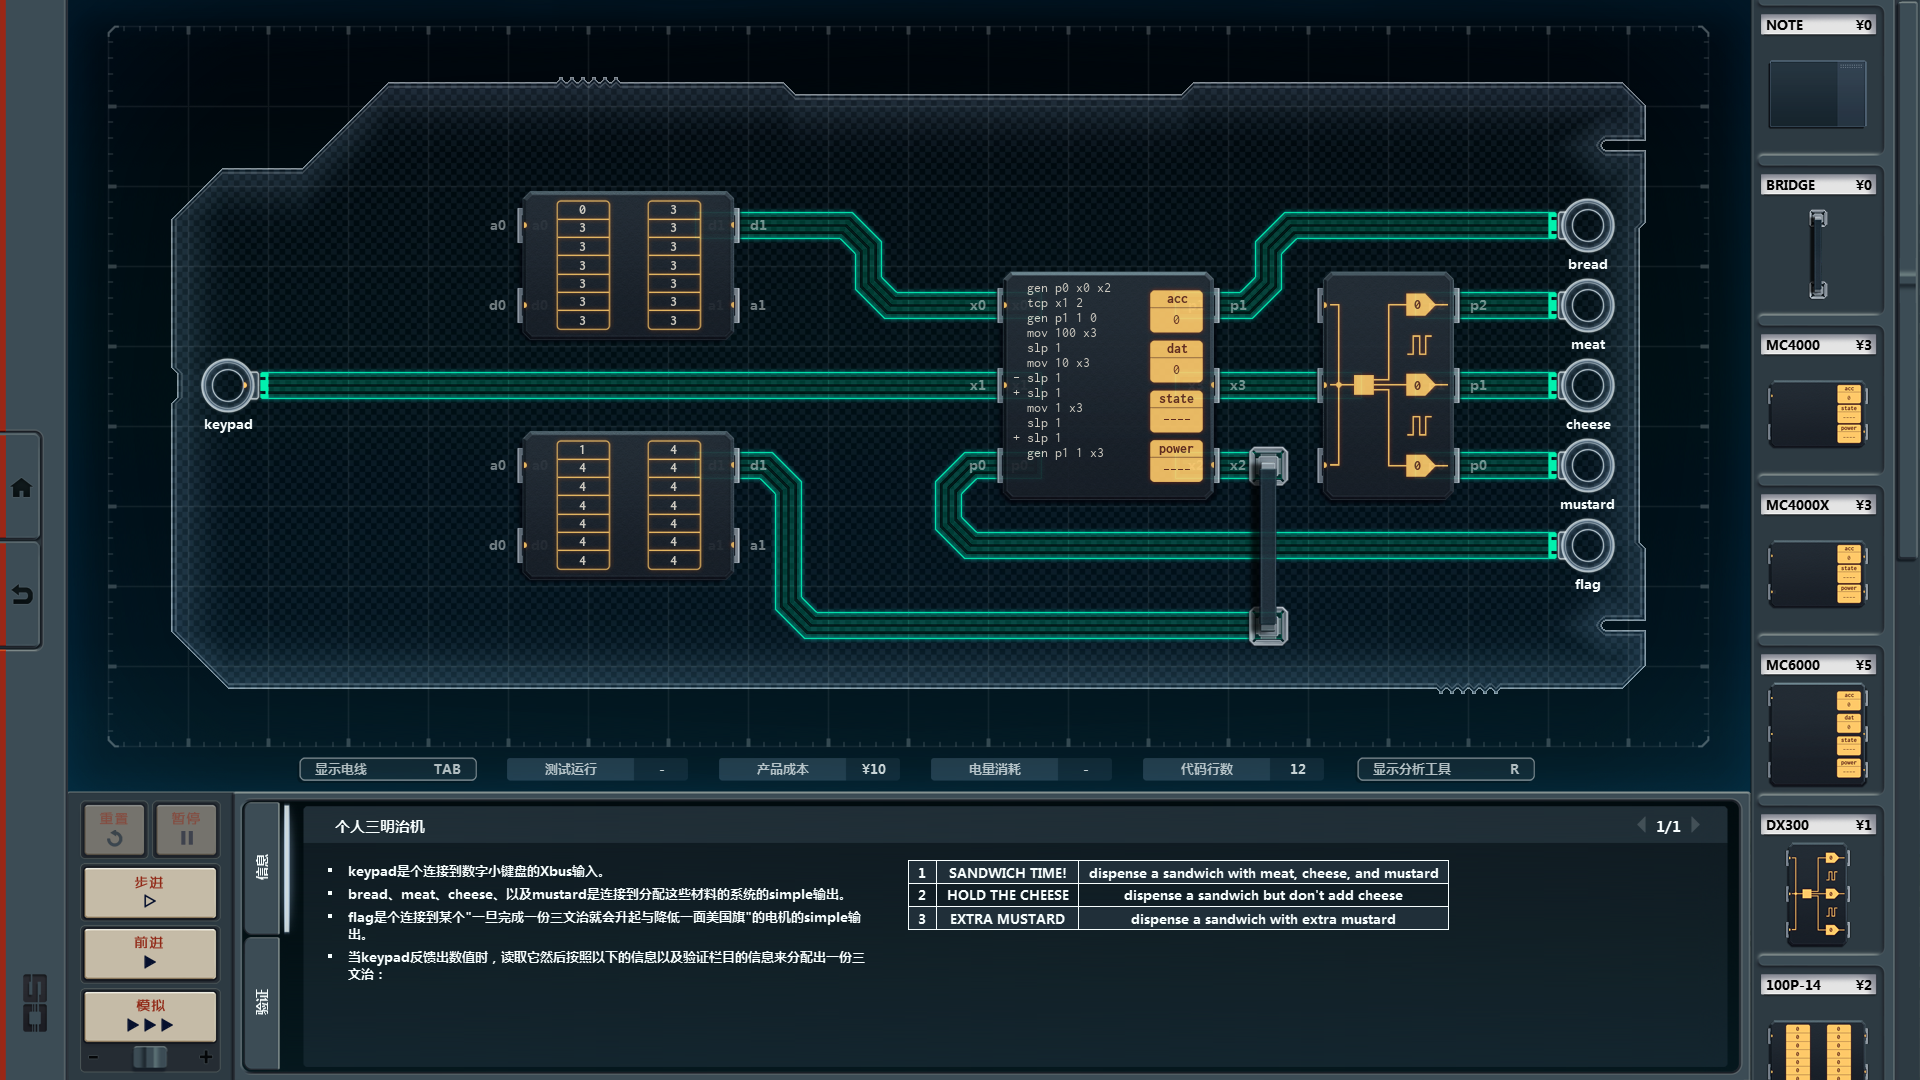 NOTE ¥0
BRIDGE ¥0
MC4000 ¥3
acc
0
state
----
power
----
MC4000X ¥3
acc
0
state
----
power
----
MC6000 ¥5
acc
0
dat
0
state
----
power
----
DX300 ¥1
100P-14 ¥2
a0 0 3 d1
3 3
3 3
3 3
3 3
d0 3 3 a1
3 3
a0 1 4 d1
4 4
4 4
4 4
4 4
d0 4 4 a1
4 4
keypad
x0
x1
p0
gen p0 x0 x2
tcp x1 2
gen p1 1 0
mov 100 x3
slp 1
mov 10 x3
- slp 1
+ slp 1
mov 1 x3
slp 1
+ slp 1
gen p1 1 x3
acc
0
dat
0
state
----
power
----
p1
x3
x2
0
0
0
p2
p1
p0
bread
meat
cheese
mustard
flag
显示电线 TAB
测试运行 -
产品成本 ¥10
电量消耗 -
代码行数 12
显示分析工具 R
重置
暂停
步进
前进
模拟
- +
信息
验证
个人三明治机
1/1
keypad是个连接到数字小键盘的Xbus输入。
bread、meat、cheese、以及mustard是连接到分配这些材料的系统的simple输出。
flag是个连接到某个"一旦完成一份三文治就会升起与降低一面美国旗"的电机的simple输
出。
当keypad反馈出数值时，读取它然后按照以下的信息以及验证栏目的信息来分配出一份三
文治：
1 SANDWICH TIME! dispense a sandwich with meat, cheese, and mustard
2 HOLD THE CHEESE dispense a sandwich but don't add cheese
3 EXTRA MUSTARD dispense a sandwich with extra mustard